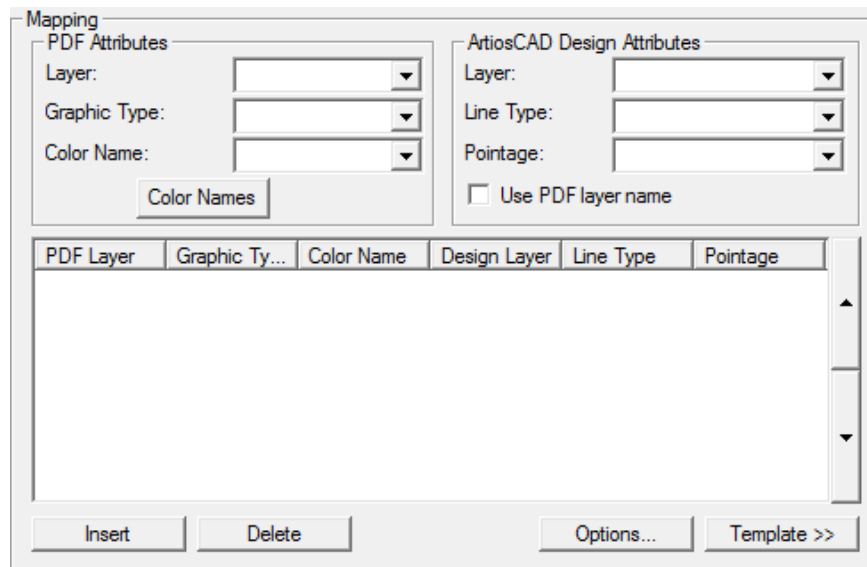 Mapping
PDF Attributes
Layer:
Graphic Type:
Color Name:
Color Names
ArtiosCAD Design Attributes
Layer:
Line Type:
Pointage:
Use PDF layer name
PDF Layer Graphic Ty... Color Name Design Layer Line Type Pointage
Insert Delete Options... Template >>